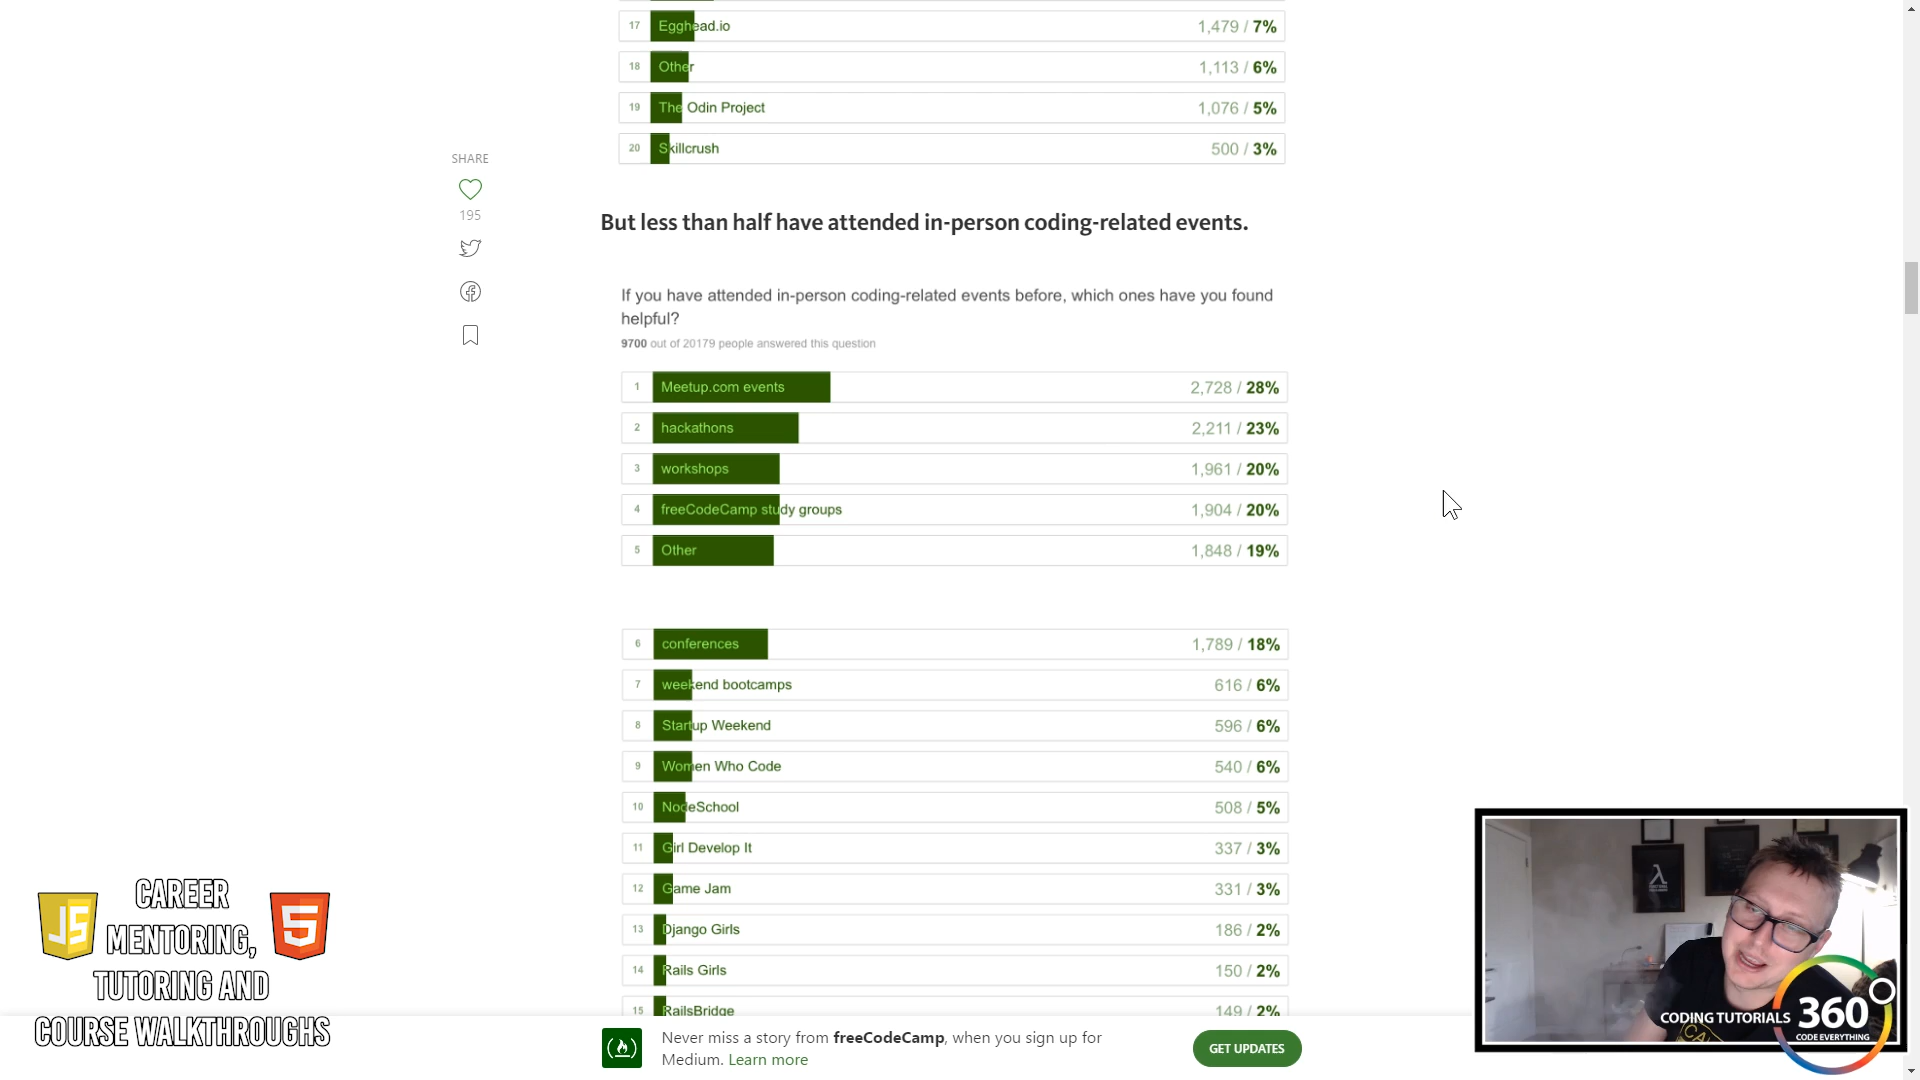 17 Egghead.io 1,479 / 7%
18 Other 1,113 / 6%
19 The Odin Project 1,076 / 5%
20 Skillcrush 500 / 3%
SHARE
195
But less than half have attended in-person coding-related events.
If you have attended in-person coding-related events before, which ones have you found
helpful?
9700 out of 20179 people answered this question
1 Meetup.com events 2,728 / 28%
2 hackathons 2,211 / 23%
3 workshops 1,961 / 20%
4 freeCodeCamp study groups 1,904 / 20%
5 Other 1,848 / 19%
6 conferences 1,789 / 18%
7 weekend bootcamps 616 / 6%
8 Startup Weekend 596 / 6%
9 Women Who Code 540 / 6%
10 NodeSchool 508 / 5%
11 Girl Develop It 337 / 3%
12 Game Jam 331 / 3%
13 Django Girls 186 / 2%
14 Rails Girls 150 / 2%
15 RailsBridge 149 / 2%
Never miss a story from freeCodeCamp, when you sign up for
Medium. Learn more
GET UPDATES
JS
5
CAREER
MENTORING,
TUTORING AND
COURSE WALKTHROUGHS
CODING TUTORIALS 360
CODE EVERYTHING